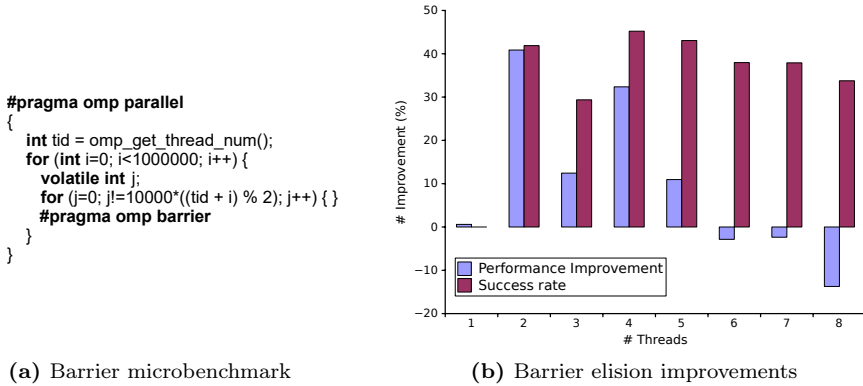 #pragma omp parallel
{
int tid = omp_get_thread_num();
for (int i=0; i<1000000; i++) {
volatile int j;
for (j=0; j!=10000*((tid + i) % 2); j++) { }
#pragma omp barrier
}
}
(a) Barrier microbenchmark
# Improvement (%)
50
40
30
20
10
0
−10
−20
Performance Improvement
Success rate
1 2 3 4 5 6 7 8
# Threads
(b) Barrier elision improvements